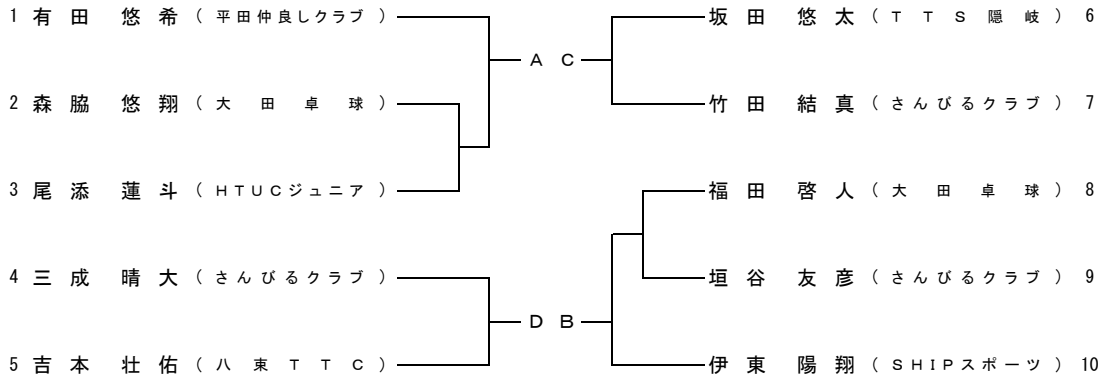 1 有田 悠希 (平田仲良しクラブ)
2 森脇 悠翔 (大田卓球)
3 尾添 蓮斗 (HTUCジュニア)
4 三成 晴大 (さんびるクラブ)
5 吉本 壮佑 (八束TTC)
A C
D B
坂田 悠太 (TTS隠岐) 6
竹田 結真 (さんびるクラブ) 7
福田 啓人 (大田卓球) 8
垣谷 友彦 (さんびるクラブ) 9
伊東 陽翔 (SHIPスポーツ) 10